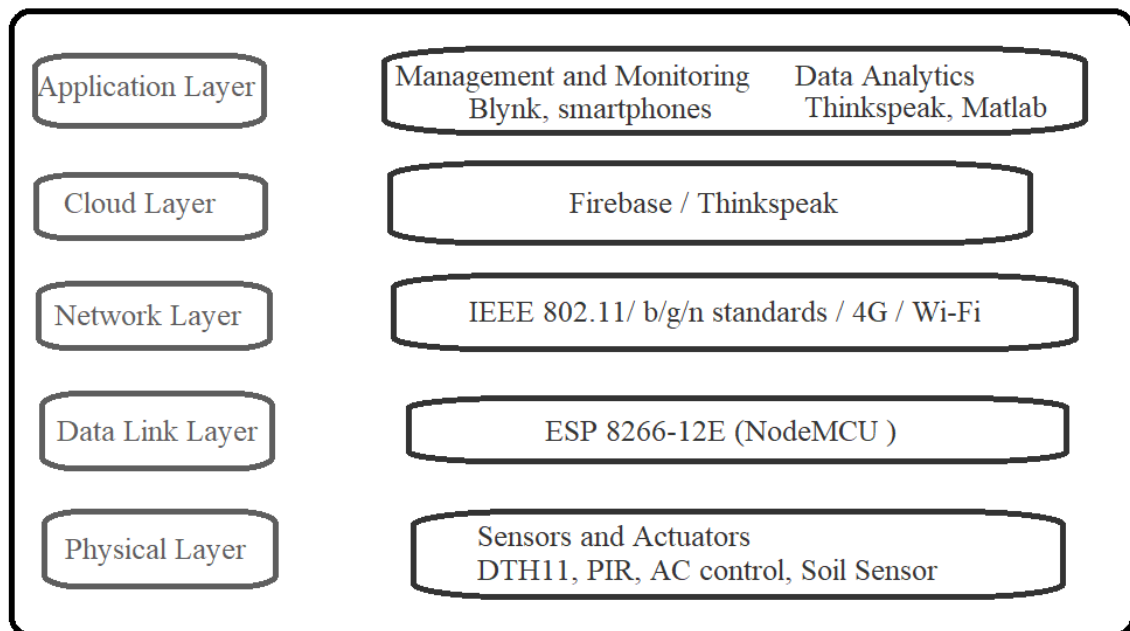 Application Layer
Management and Monitoring Data Analytics
Blynk, smartphones Thinkspeak, Matlab
Cloud Layer
Firebase / Thinkspeak
Network Layer
IEEE 802.11/ b/g/n standards / 4G / Wi-Fi
Data Link Layer
ESP 8266-12E (NodeMCU )
Physical Layer
Sensors and Actuators
DTH11, PIR, AC control, Soil Sensor